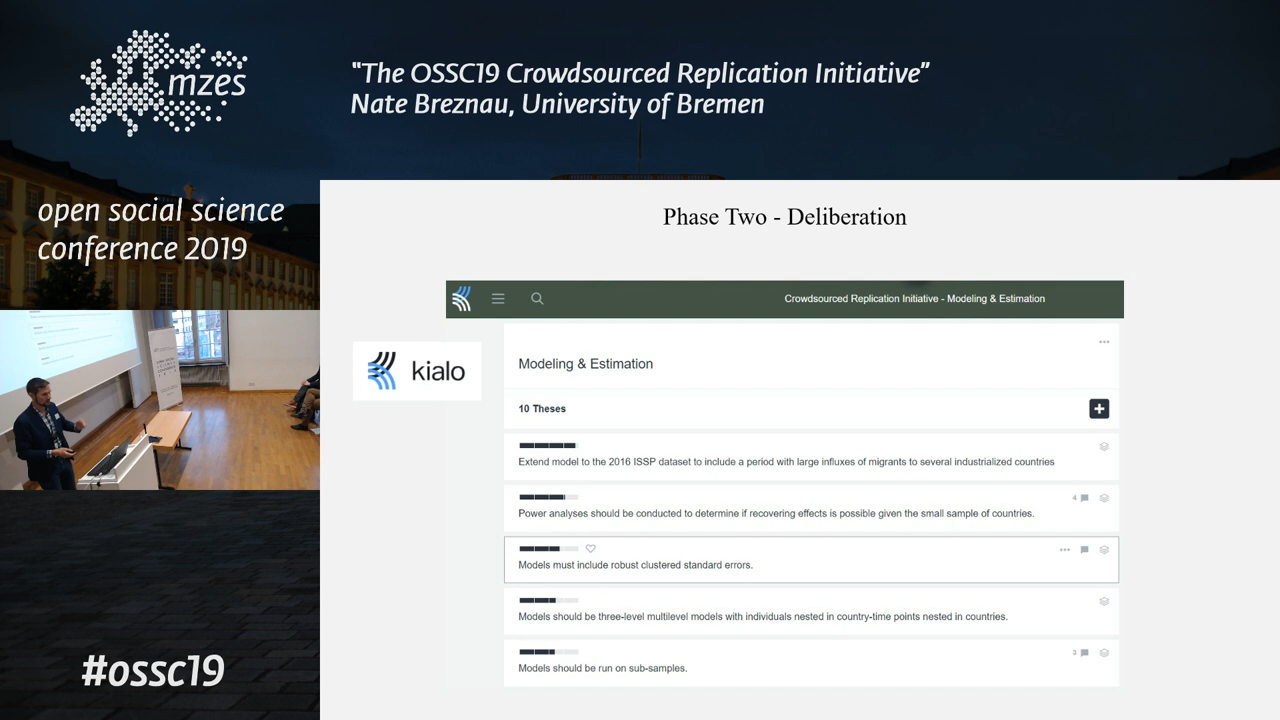 mzes
“The OSSC19 Crowdsourced Replication Initiative”
Nate Breznau, University of Bremen
open social science
conference 2019
#ossc19
Phase Two - Deliberation
Crowdsourced Replication Initiative - Modeling & Estimation
kialo
Modeling & Estimation
10 Theses
Extend model to the 2016 ISSP dataset to include a period with large influxes of migrants to several industrialized countries
4
Power analyses should be conducted to determine if recovering effects is possible given the small sample of countries.
Models must include robust clustered standard errors.
Models should be three-level multilevel models with individuals nested in country-time points nested in countries.
Models should be run on sub-samples.